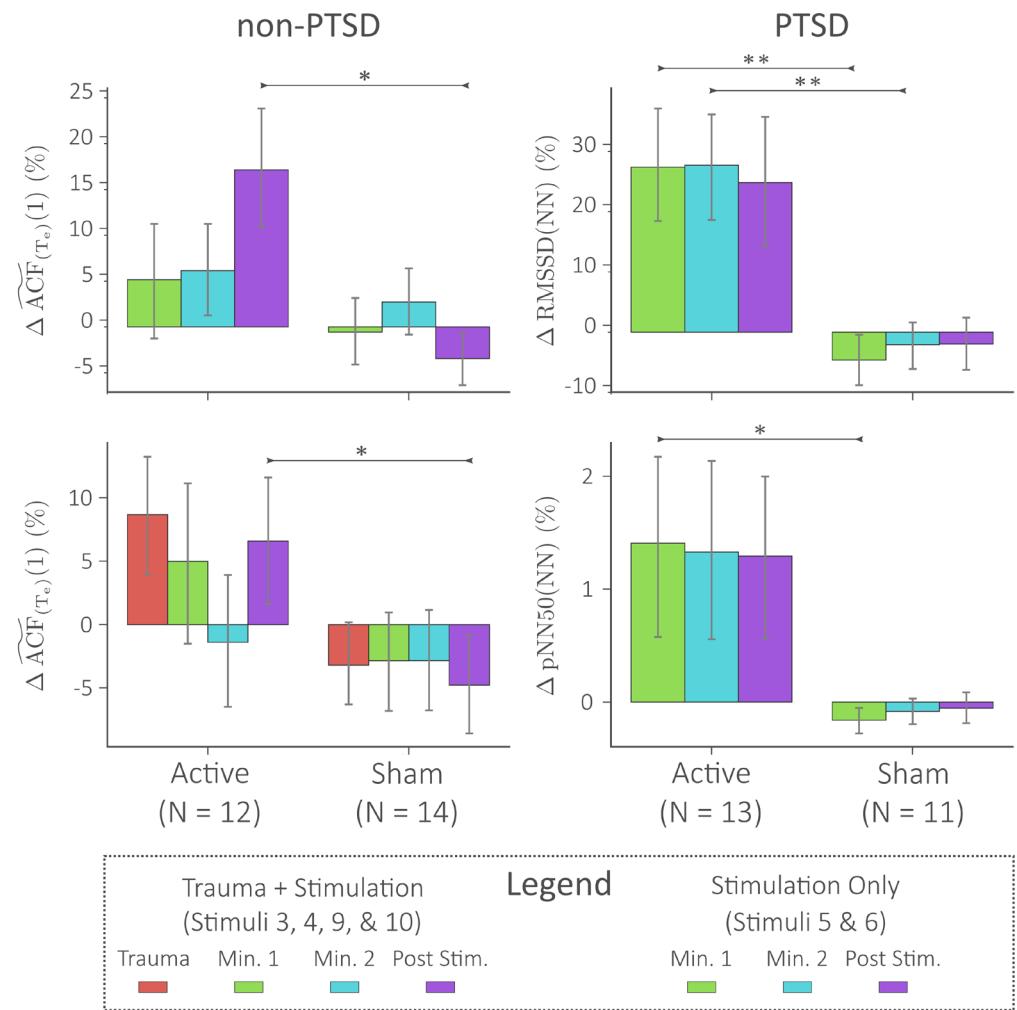 non-PTSD
PTSD
*
**
**
Δ A͠C͠F(Tₑ)(1) (%)
25
20
15
10
5
0
-5
Δ RMSSD(NN) (%)
30
20
10
0
-10
*
*
Δ A͠C͠F(Tₑ)(1) (%)
10
5
0
-5
Δ pNN50(NN) (%)
2
1
0
Active
(N = 12)
Sham
(N = 14)
Active
(N = 13)
Sham
(N = 11)
Legend
Trauma + Stimulation
(Stimuli 3, 4, 9, & 10)
Trauma Min. 1 Min. 2 Post Stim.
Stimulation Only
(Stimuli 5 & 6)
Min. 1 Min. 2 Post Stim.